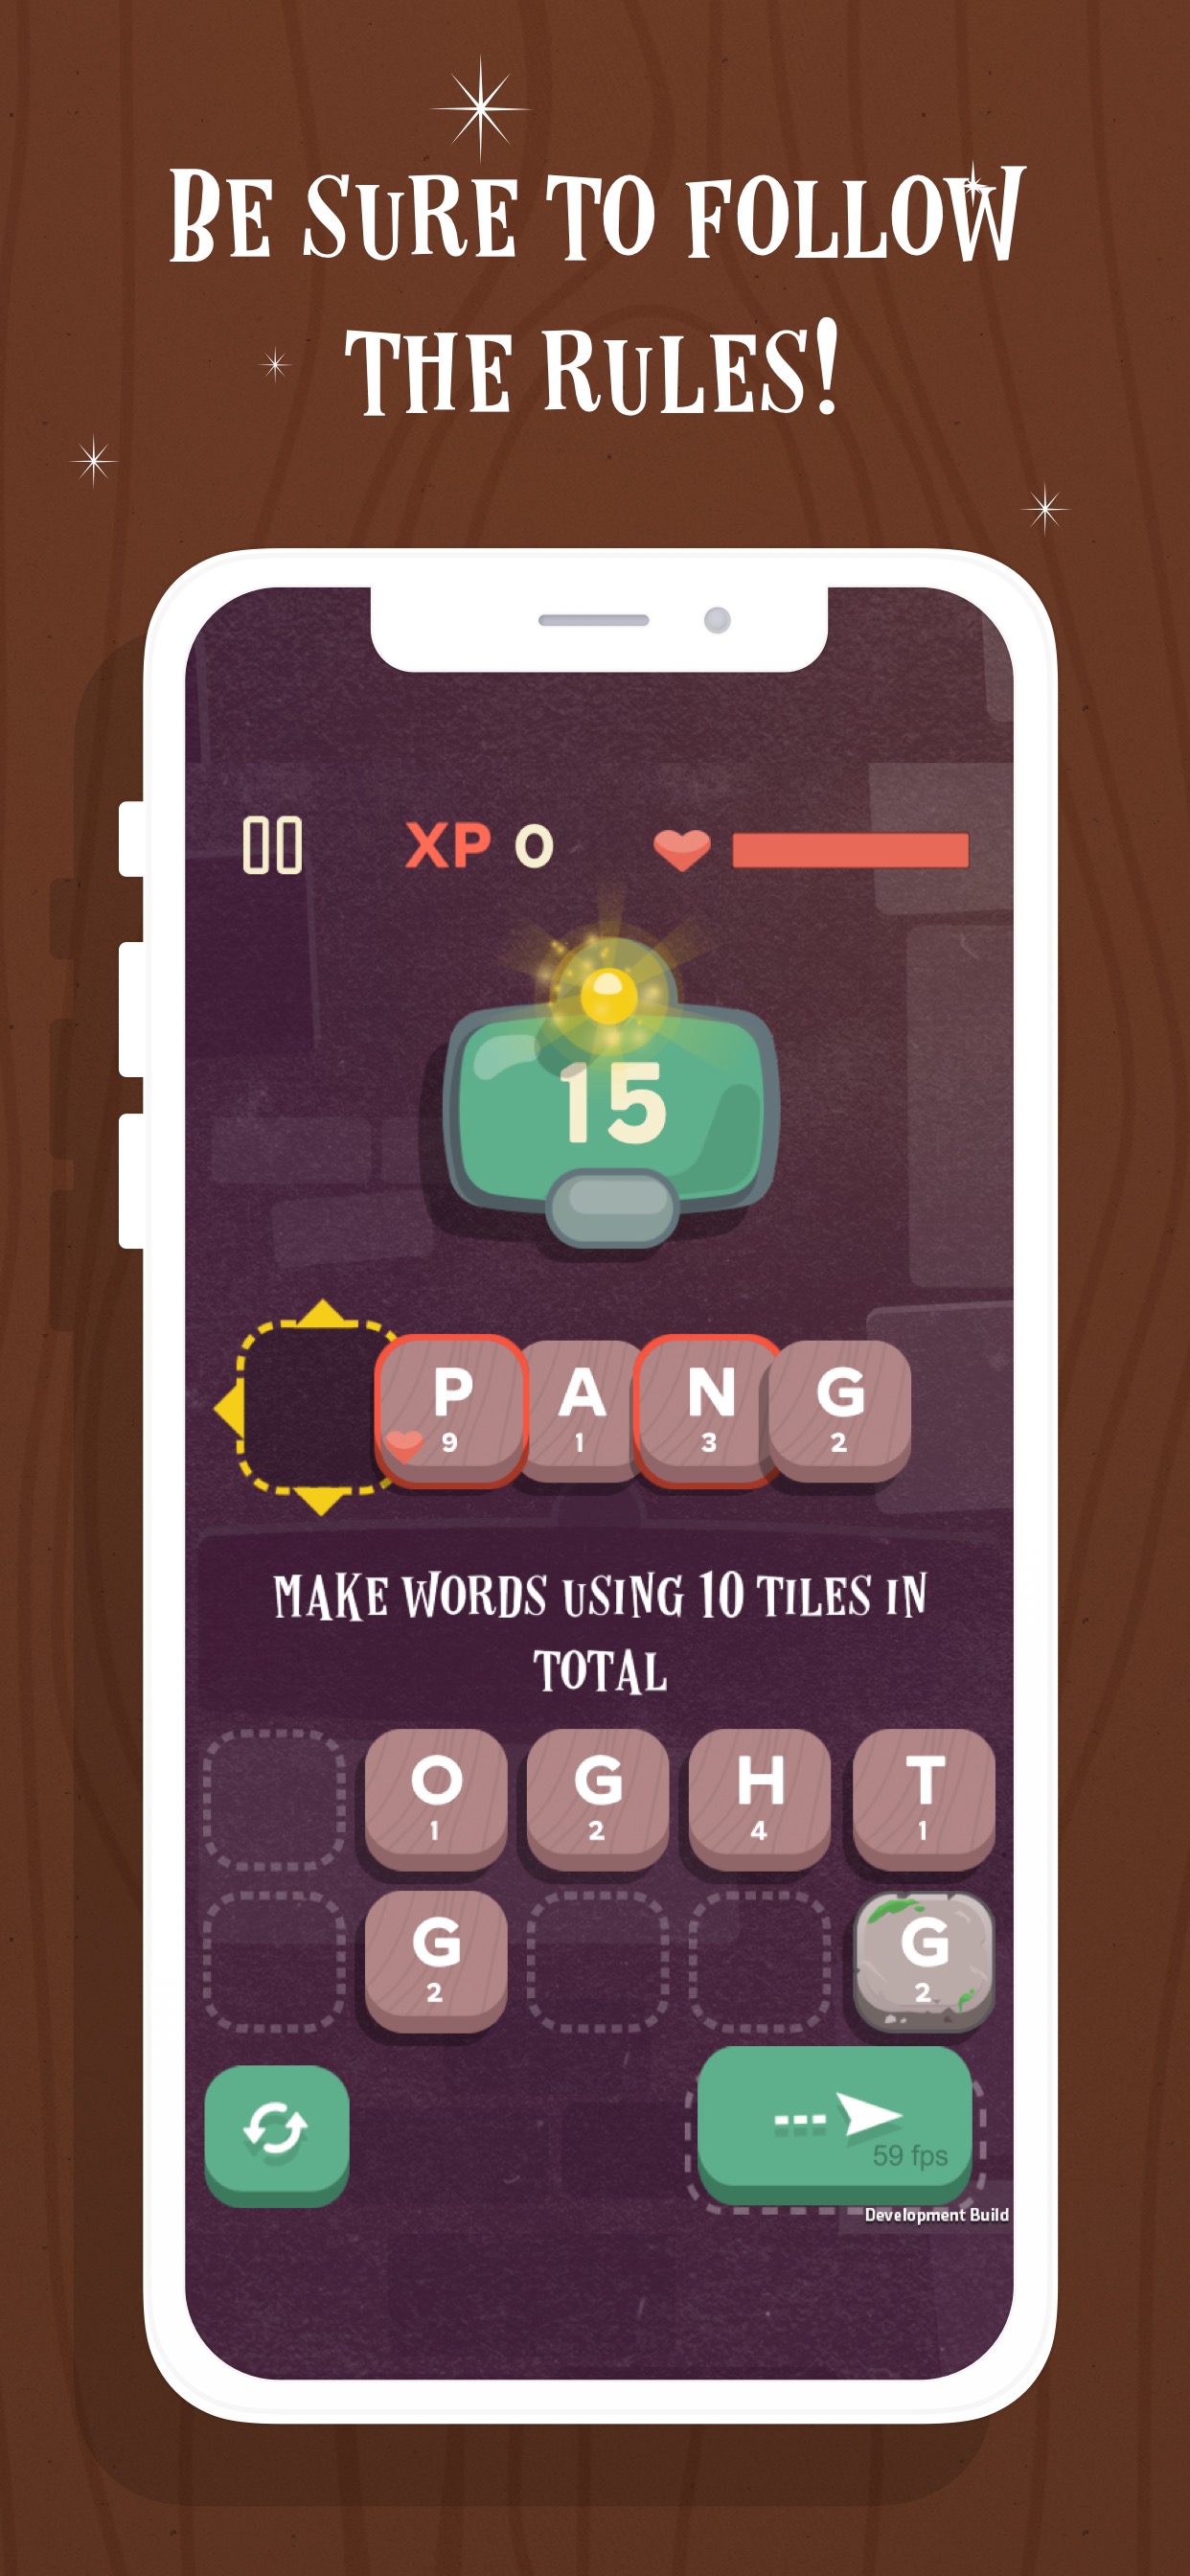 BE SURE TO FOLLOW
THE RULES!
XP 0
15
P 9
A 1
N 3
G 2
MAKE WORDS USING 10 TILES IN
TOTAL
O 1
G 2
H 4
T 1
G 2
G 2
59 fps
Development Build